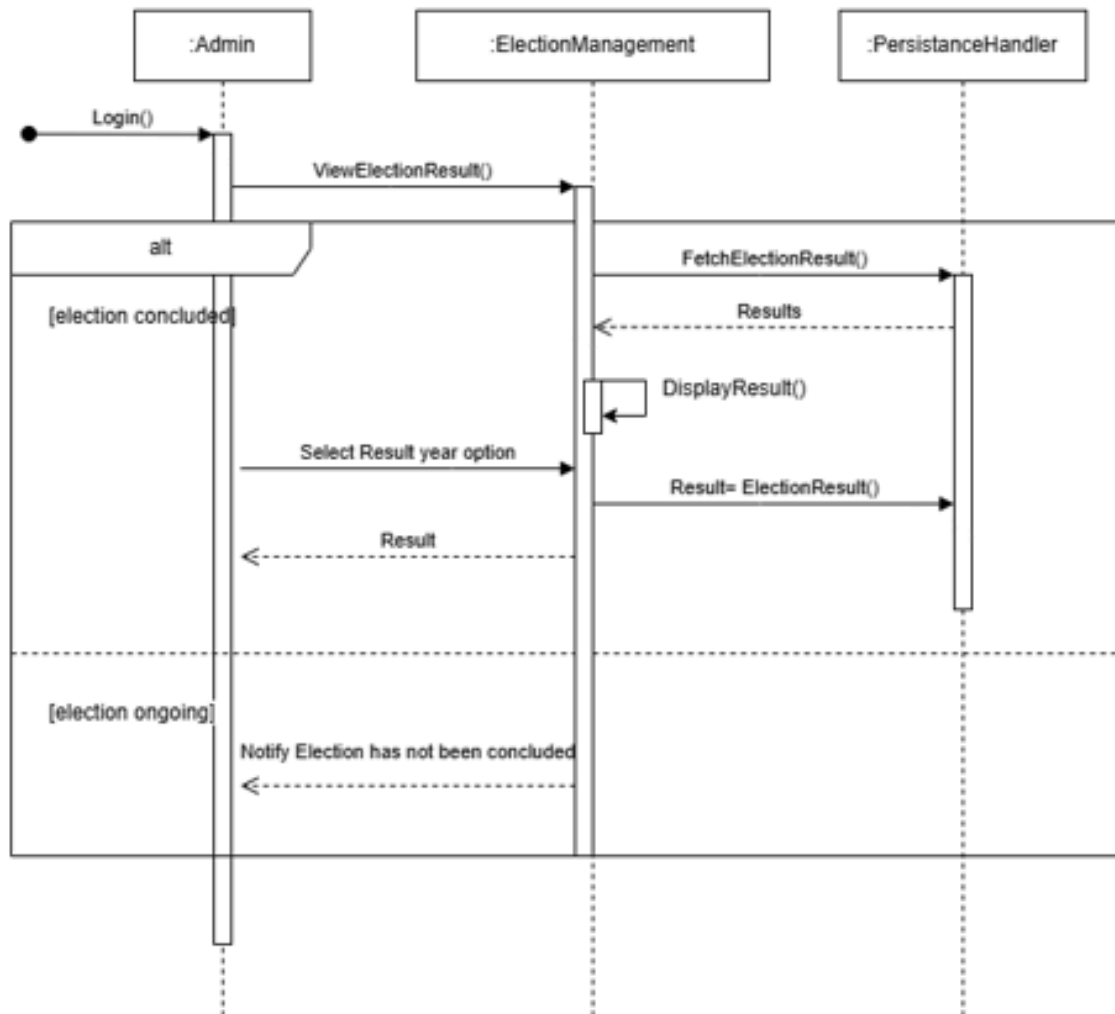 :Admin
:ElectionManagement
:PersistanceHandler
Login()
ViewElectionResult()
alt
FetchElectionResult()
[election concluded]
Results
DisplayResult()
Select Result year option
Result= ElectionResult()
Result
[election ongoing]
Notify Election has not been concluded